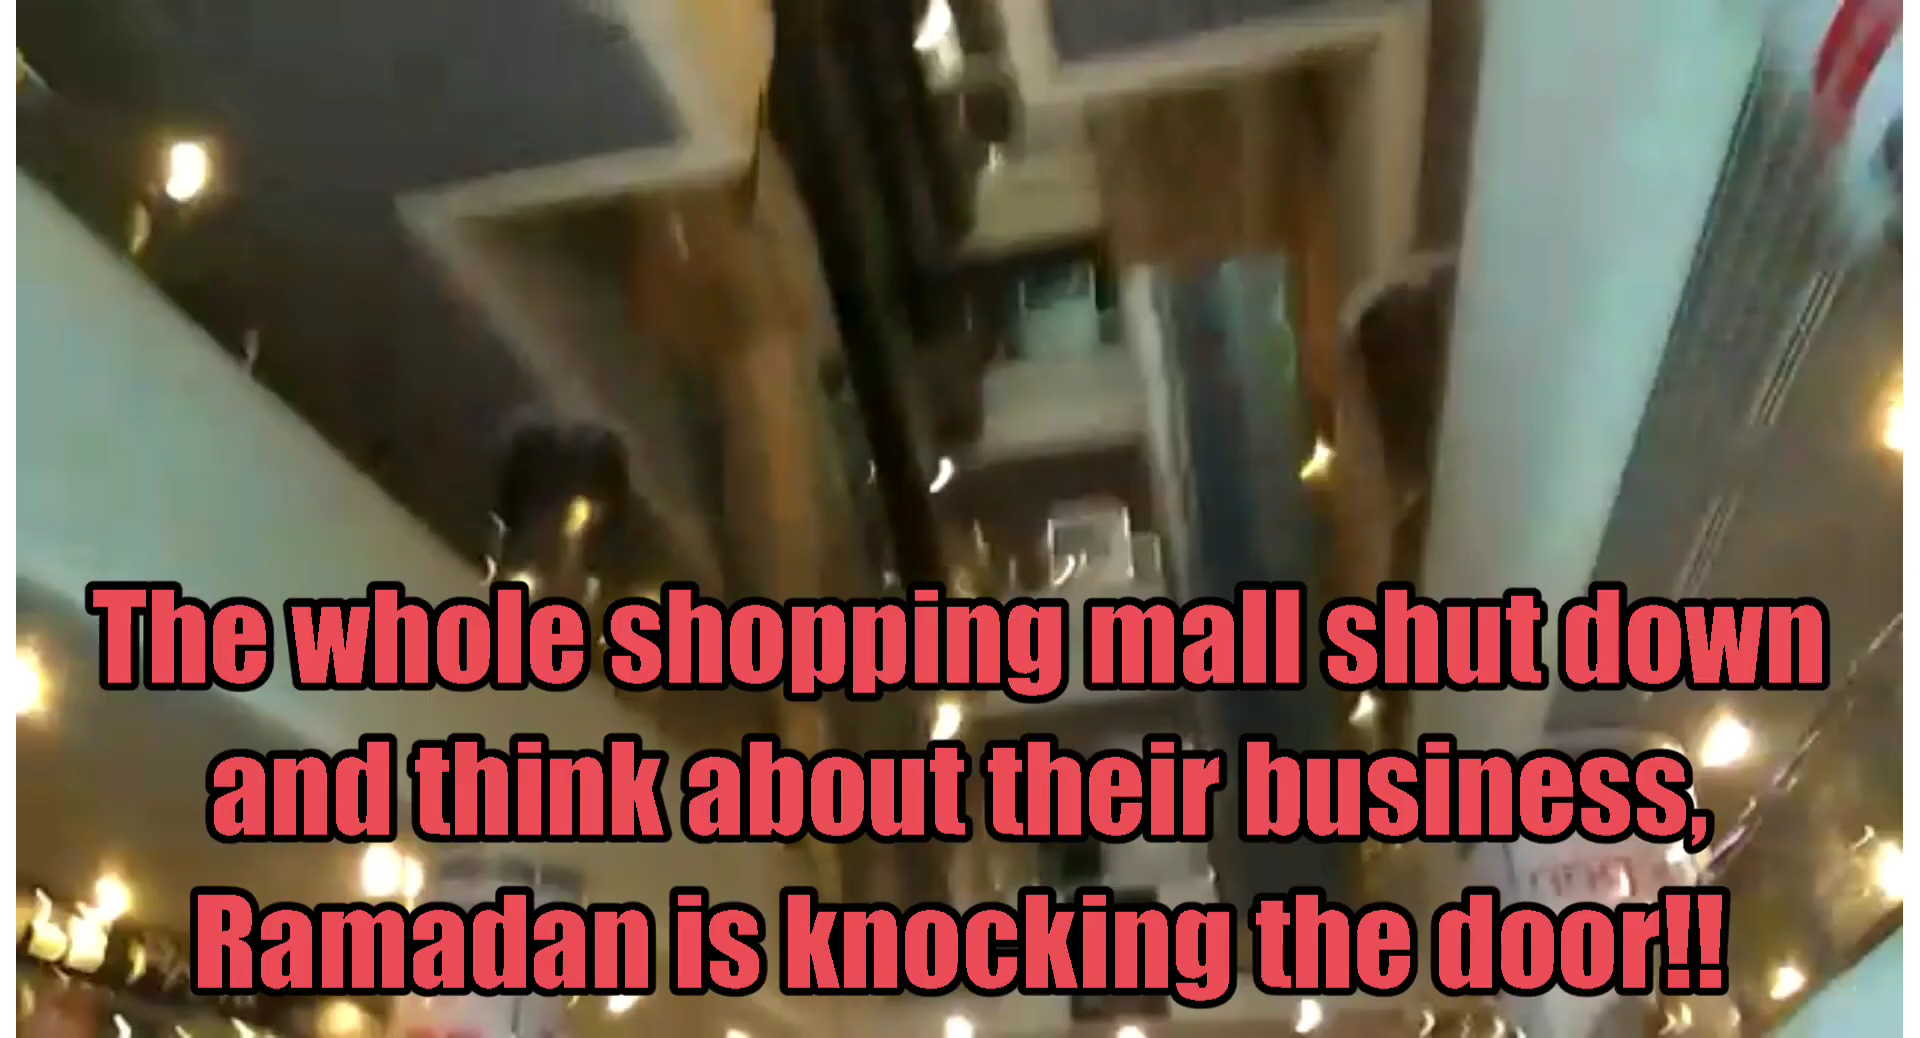 The whole shopping mall shut down
and think about their business,
Ramadan is knocking the door!!